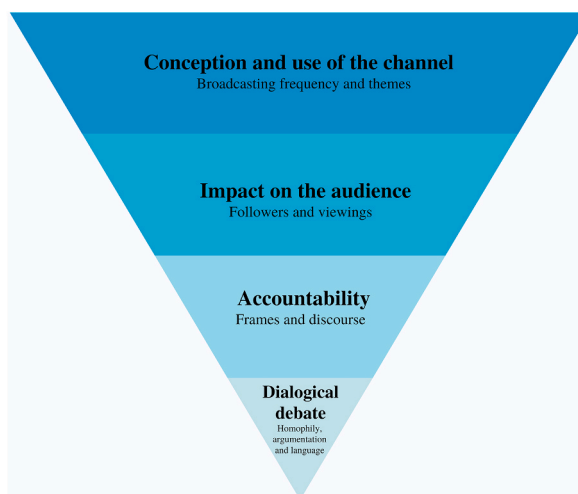 Conception and use of the channel
Broadcasting frequency and themes
Impact on the audience
Followers and viewings
Accountability
Frames and discourse
Dialogical
debate
Homophily,
argumentation
and language